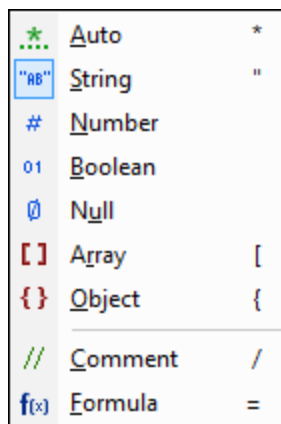 * Auto *
"AB" String "
# Number
01 Boolean
Ø Null
[ ] Array [
{ } Object {
// Comment /
f(x) Formula =